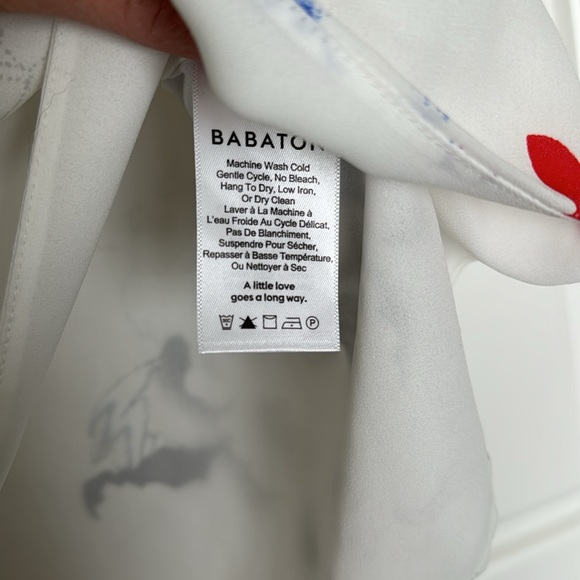 BABATON
Machine Wash Cold
Gentle Cycle, No Bleach,
Hang To Dry, Low Iron,
Or Dry Clean
Laver à La Machine à
L'eau Froide Au Cycle Délicat,
Pas De Blanchiment,
Suspendre Pour Sécher,
Repasser à Basse Température,
Ou Nettoyer à Sec
A little love
goes a long way.